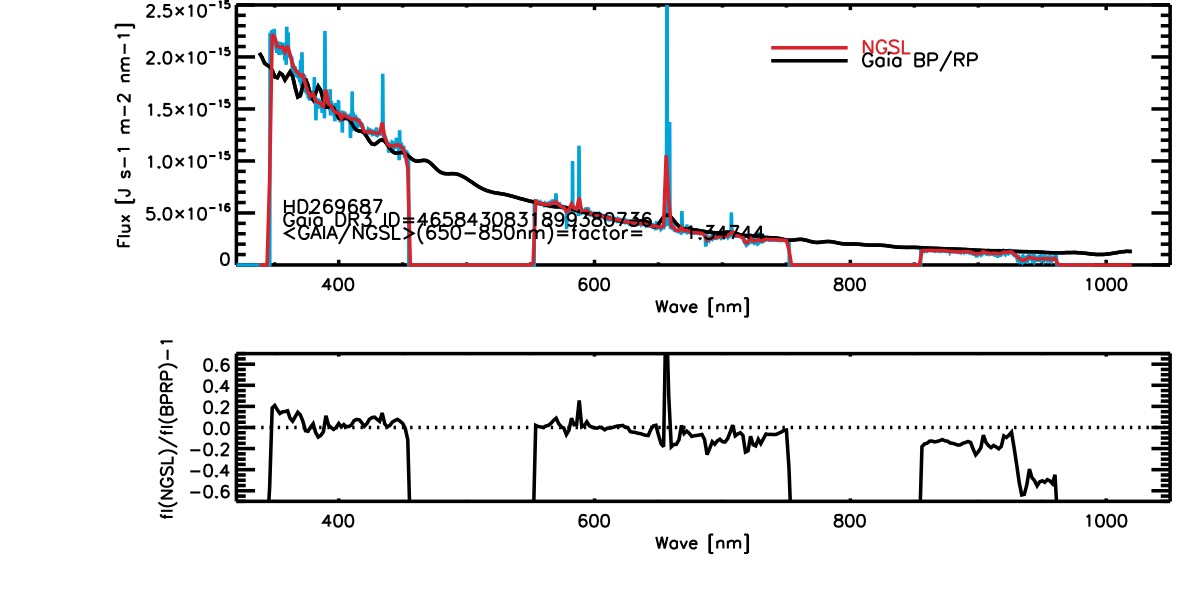 2.5×10⁻¹⁵
2.0×10⁻¹⁵
1.5×10⁻¹⁵
1.0×10⁻¹⁵
5.0×10⁻¹⁶
0
Flux [J s−1 m−2 nm−1]
NGSL
Gaia BP/RP
HD269687
Gaia DR3 ID=4658430831899380736
<GAIA/NGSL>(650−850nm)=factor= 1.34744
400 600 800 1000
Wave [nm]
0.6
0.4
0.2
0.0
−0.2
−0.4
−0.6
fl(NGSL)/fl(BPRP)−1
400 600 800 1000
Wave [nm]